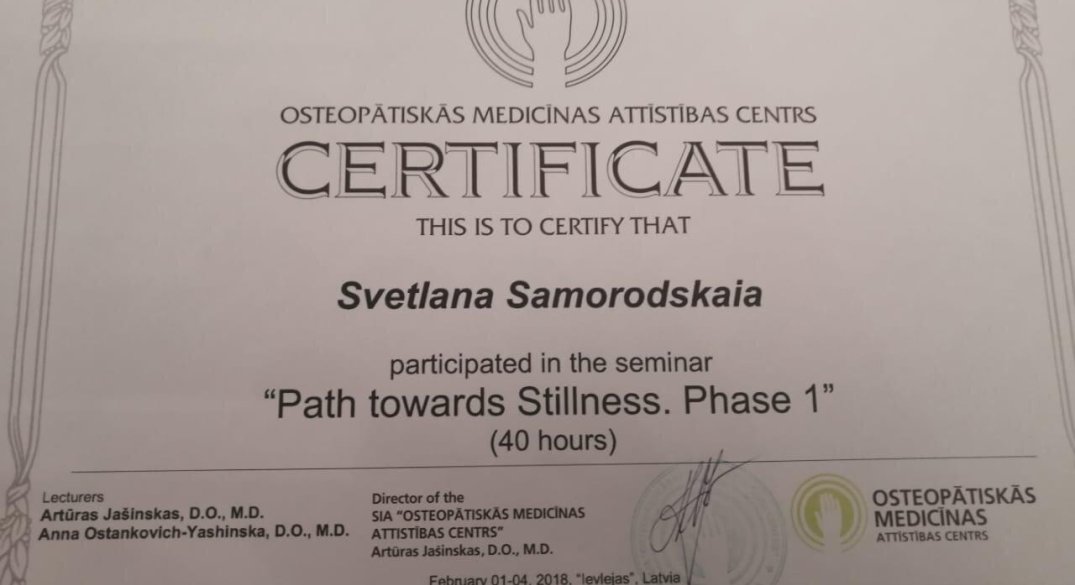 OSTEOPĀTISKĀS MEDICĪNAS ATTĪSTĪBAS CENTRS
CERTIFICATE
THIS IS TO CERTIFY THAT
Svetlana Samorodskaia
participated in the seminar
“Path towards Stillness. Phase 1”
(40 hours)
Lecturers
Artūras Jašinskas, D.O., M.D.
Anna Ostankovich-Yashinska, D.O., M.D.
Director of the
SIA “OSTEOPĀTISKĀS MEDICĪNAS
ATTĪSTĪBAS CENTRS”
Artūras Jašinskas, D.O., M.D.
OSTEOPĀTISKĀS
MEDICĪNAS
ATTĪSTĪBAS CENTRS
February 01-04, 2018, “Ievlejas”, Latvia